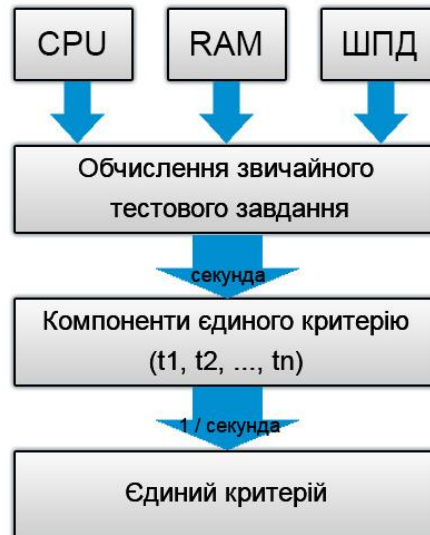 CPU RAM ШПД
Обчислення звичайного
тестового завдання
секунда
Компоненти єдиного критерію
(t1, t2, ..., tn)
1 / секунда
Єдиний критерій